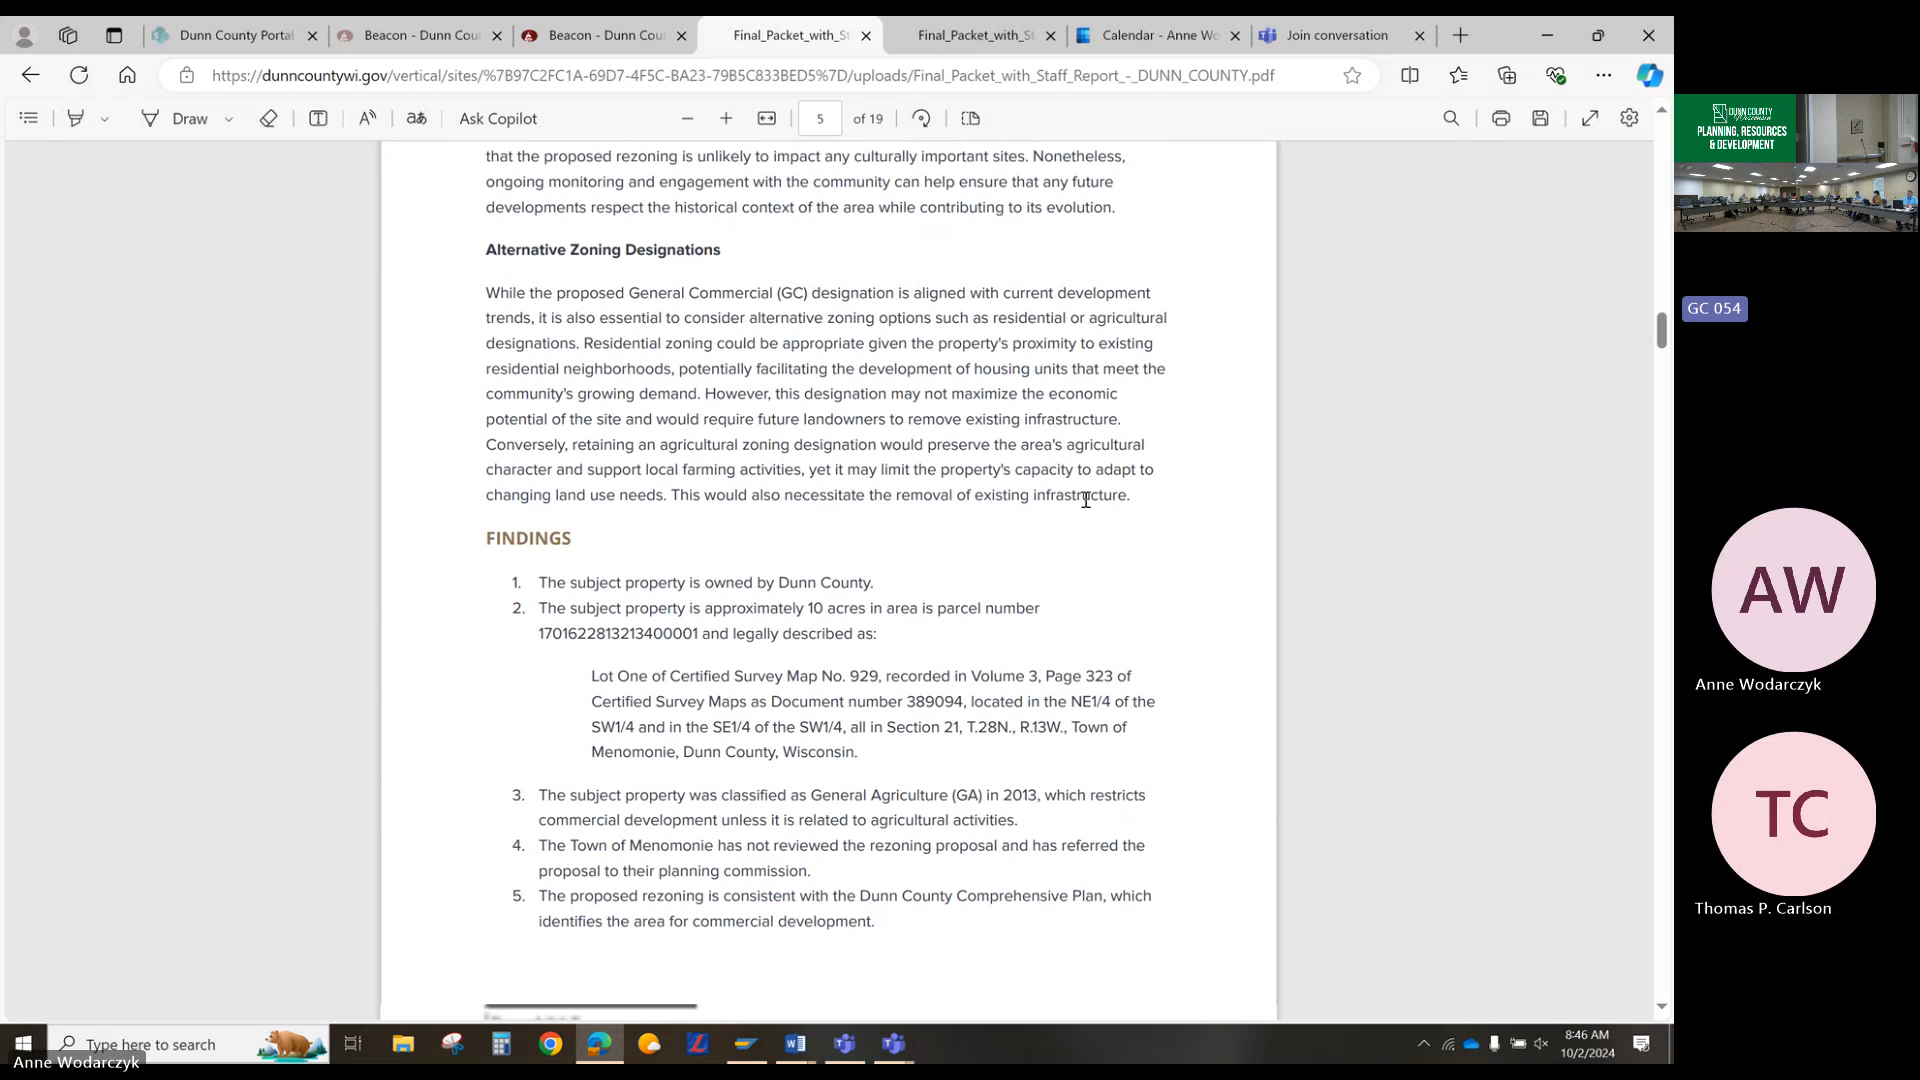 Dunn County Portal
Beacon - Dunn Cou
Beacon - Dunn Cou
Final_Packet_with_St
Final_Packet_with_St
Calendar - Anne Wo
Join conversation
https://dunncountywi.gov/vertical/sites/%7B97C2FC1A-69D7-4F5C-BA23-79B5C833BED5%7D/uploads/Final_Packet_with_Staff_Report_-_DUNN_COUNTY.pdf
Draw
aあ
Ask Copilot
5
of 19
that the proposed rezoning is unlikely to impact any culturally important sites. Nonetheless,
ongoing monitoring and engagement with the community can help ensure that any future
developments respect the historical context of the area while contributing to its evolution.
Alternative Zoning Designations
While the proposed General Commercial (GC) designation is aligned with current development
trends, it is also essential to consider alternative zoning options such as residential or agricultural
designations. Residential zoning could be appropriate given the property's proximity to existing
residential neighborhoods, potentially facilitating the development of housing units that meet the
community's growing demand. However, this designation may not maximize the economic
potential of the site and would require future landowners to remove existing infrastructure.
Conversely, retaining an agricultural zoning designation would preserve the area's agricultural
character and support local farming activities, yet it may limit the property's capacity to adapt to
changing land use needs. This would also necessitate the removal of existing infrastructure.
FINDINGS
1. The subject property is owned by Dunn County.
2. The subject property is approximately 10 acres in area is parcel number
1701622813213400001 and legally described as:
Lot One of Certified Survey Map No. 929, recorded in Volume 3, Page 323 of
Certified Survey Maps as Document number 389094, located in the NE1/4 of the
SW1/4 and in the SE1/4 of the SW1/4, all in Section 21, T.28N., R.13W., Town of
Menomonie, Dunn County, Wisconsin.
3. The subject property was classified as General Agriculture (GA) in 2013, which restricts
commercial development unless it is related to agricultural activities.
4. The Town of Menomonie has not reviewed the rezoning proposal and has referred the
proposal to their planning commission.
5. The proposed rezoning is consistent with the Dunn County Comprehensive Plan, which
identifies the area for commercial development.
Type here to search
8:46 AM
10/2/2024
Anne Wodarczyk
DUNN COUNTY
Wisconsin
PLANNING, RESOURCES
& DEVELOPMENT
GC 054
AW
Anne Wodarczyk
TC
Thomas P. Carlson